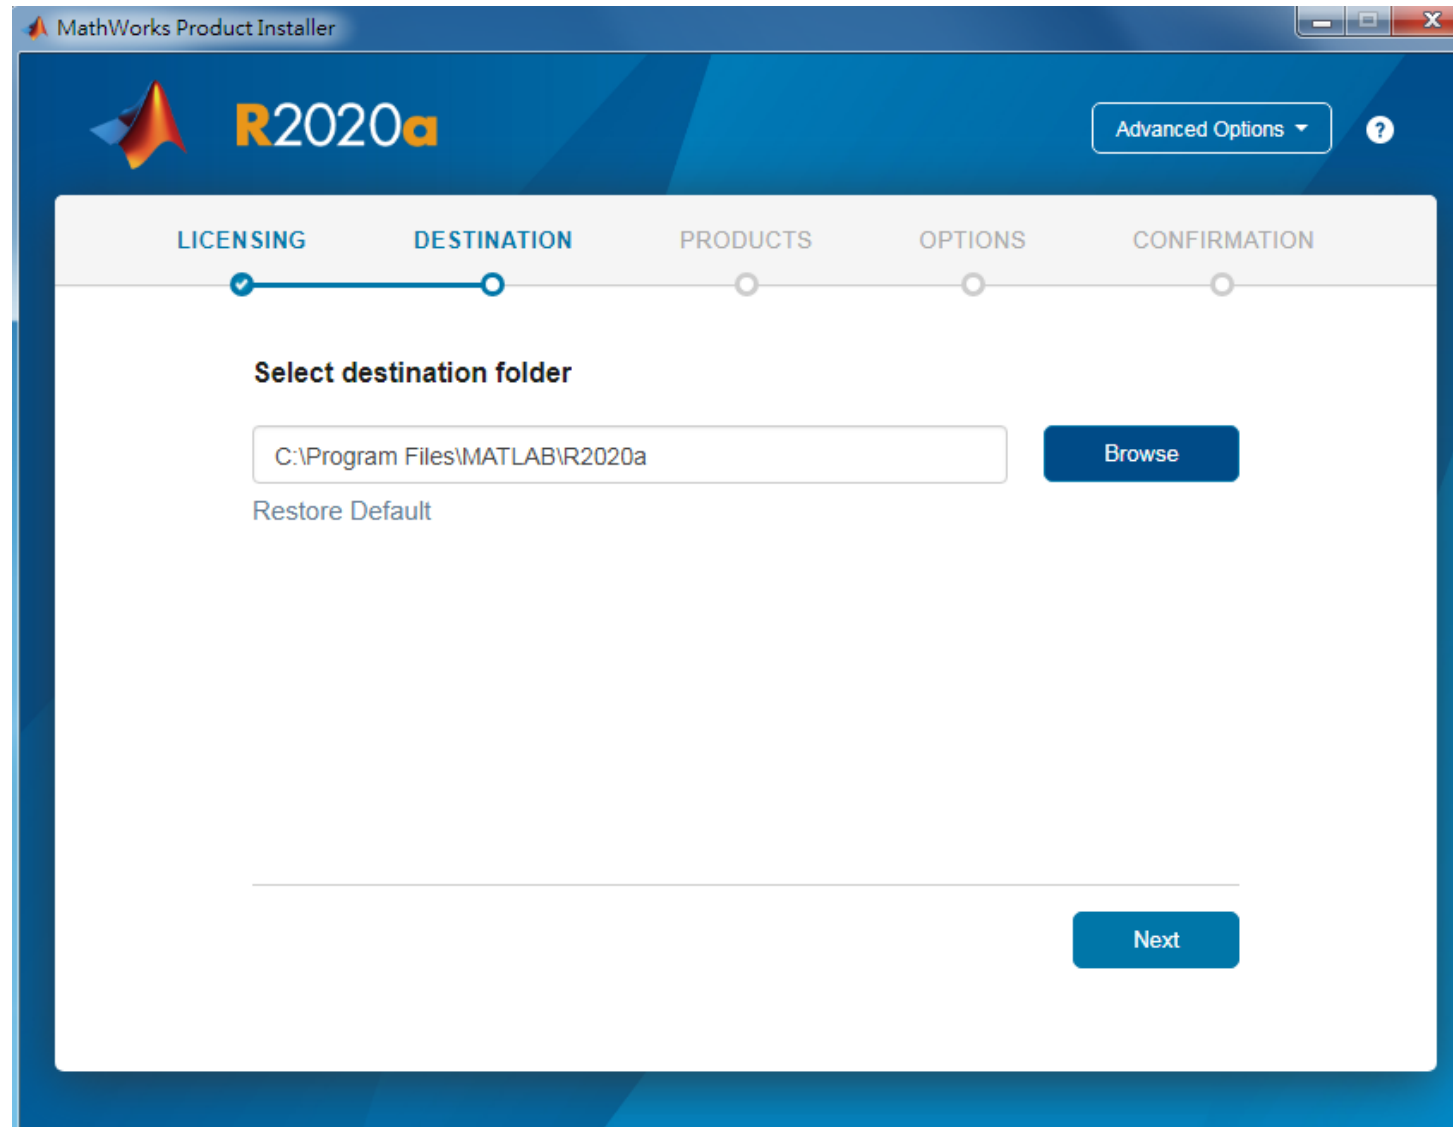 MathWorks Product Installer
R2020a
Advanced Options
?
LICENSING
DESTINATION
PRODUCTS
OPTIONS
CONFIRMATION
Select destination folder
C:\Program Files\MATLAB\R2020a
Browse
Restore Default
Next